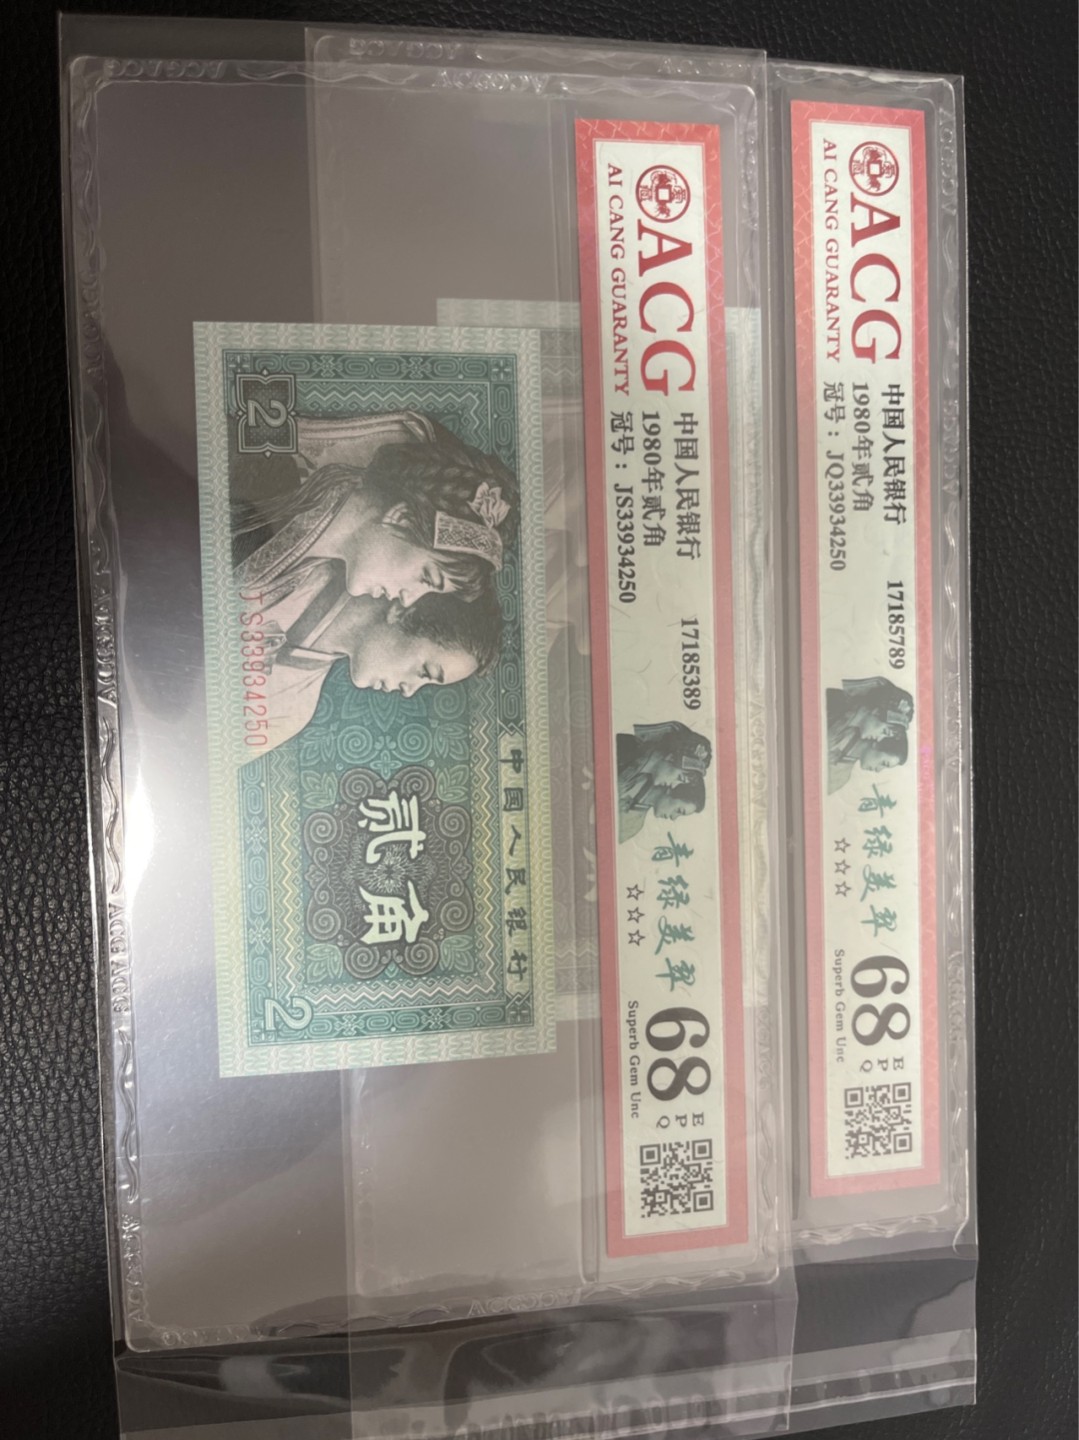 ACG
AI CANG GUARANTY
中国人民银行 17185789
1980年贰角
冠号：JQ33934250
青绿美翠
☆☆☆
68
EPQ
Superb Gem Unc
ACG
AI CANG GUARANTY
中国人民银行 17185389
1980年贰角
冠号：JS33934250
青绿美翠
☆☆☆
68
EPQ
Superb Gem Unc
中国人民银行
2
贰角
JS33934250
2